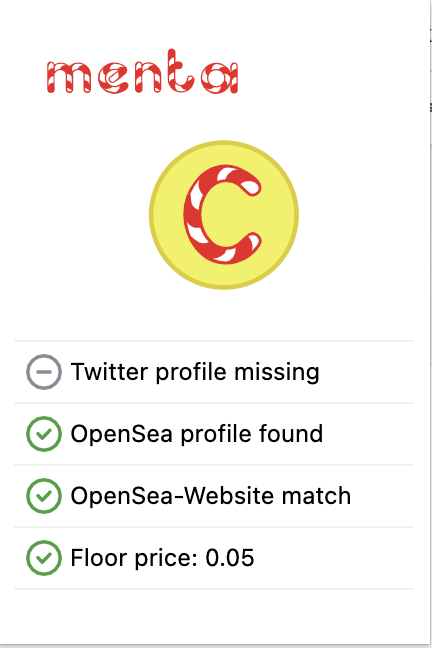 menta
C
Twitter profile missing
OpenSea profile found
OpenSea-Website match
Floor price: 0.05